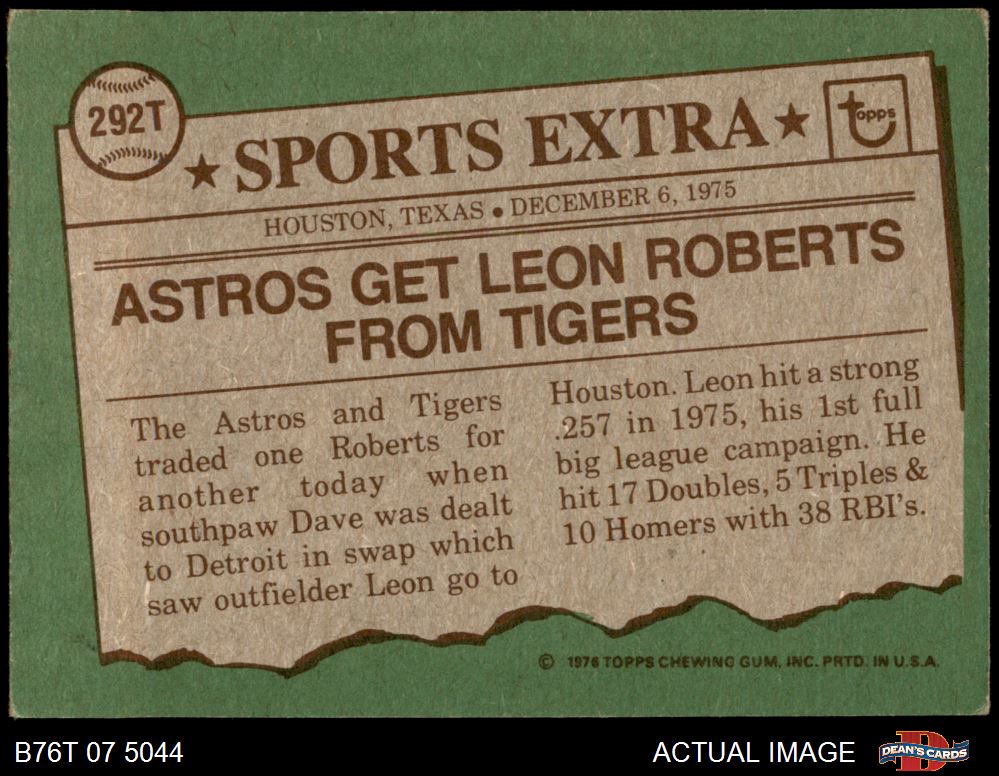 292T
★ SPORTS EXTRA ★
Topps
HOUSTON, TEXAS • DECEMBER 6, 1975
ASTROS GET LEON ROBERTS
FROM TIGERS
The Astros and Tigers
traded one Roberts for
another today when
southpaw Dave was dealt
to Detroit in swap which
saw outfielder Leon go to
Houston. Leon hit a strong
.257 in 1975, his 1st full
big league campaign. He
hit 17 Doubles, 5 Triples &
10 Homers with 38 RBI's.
© 1976 TOPPS CHEWING GUM, INC. PRTD. IN U.S.A.
B76T 07 5044
ACTUAL IMAGE
D
DEAN'S CARDS